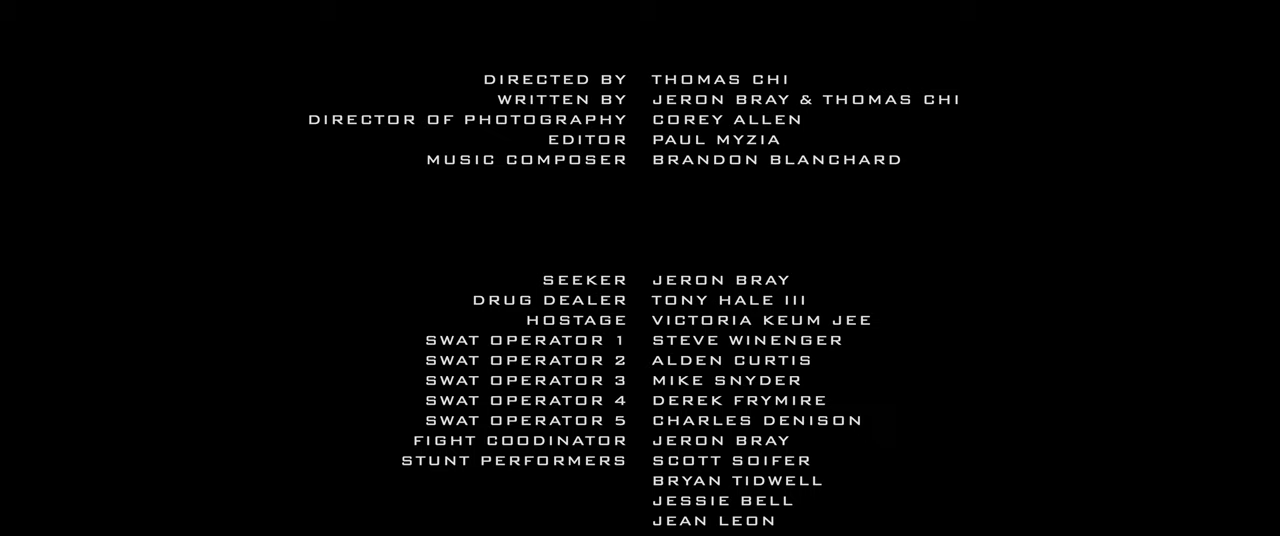 DIRECTED BY THOMAS CHI
WRITTEN BY JERON BRAY & THOMAS CHI
DIRECTOR OF PHOTOGRAPHY COREY ALLEN
EDITOR PAUL MYZIA
MUSIC COMPOSER BRANDON BLANCHARD
SEEKER JERON BRAY
DRUG DEALER TONY HALE III
HOSTAGE VICTORIA KEUM JEE
SWAT OPERATOR 1 STEVE WINENGER
SWAT OPERATOR 2 ALDEN CURTIS
SWAT OPERATOR 3 MIKE SNYDER
SWAT OPERATOR 4 DEREK FRYMIRE
SWAT OPERATOR 5 CHARLES DENISON
FIGHT COODINATOR JERON BRAY
STUNT PERFORMERS SCOTT SOIFER
BRYAN TIDWELL
JESSIE BELL
JEAN LEON